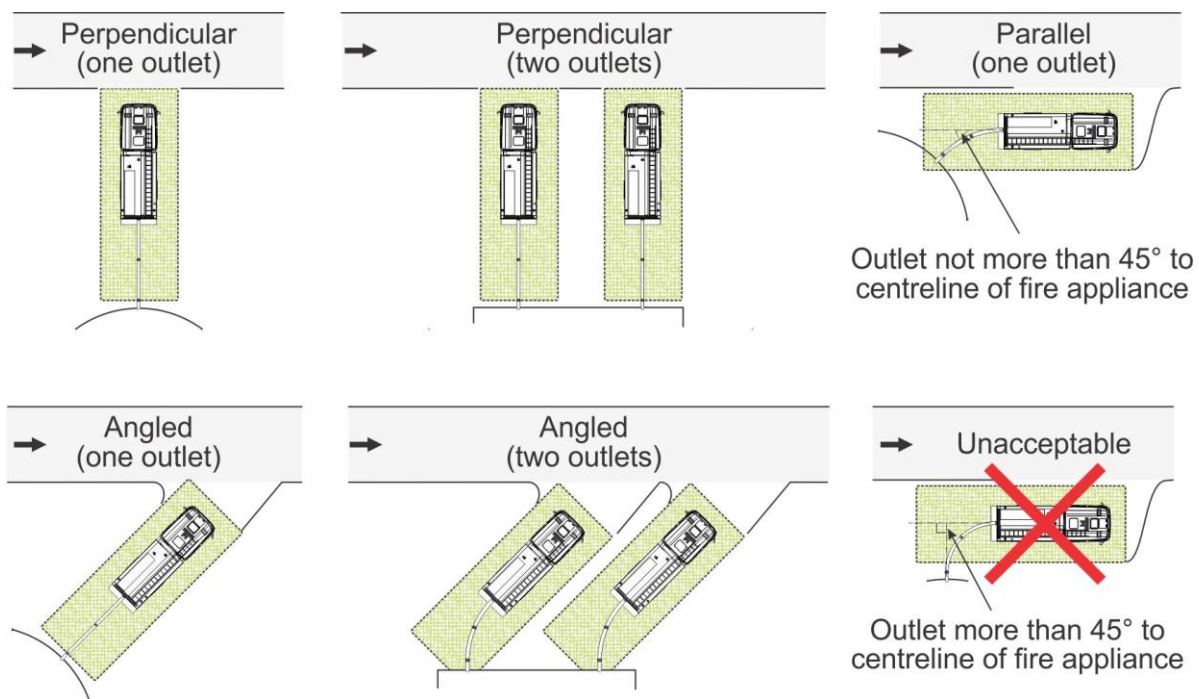 Perpendicular
(one outlet)
Perpendicular
(two outlets)
Parallel
(one outlet)
Outlet not more than 45° to
centreline of fire appliance
Angled
(one outlet)
Angled
(two outlets)
Unacceptable
Outlet more than 45° to
centreline of fire appliance